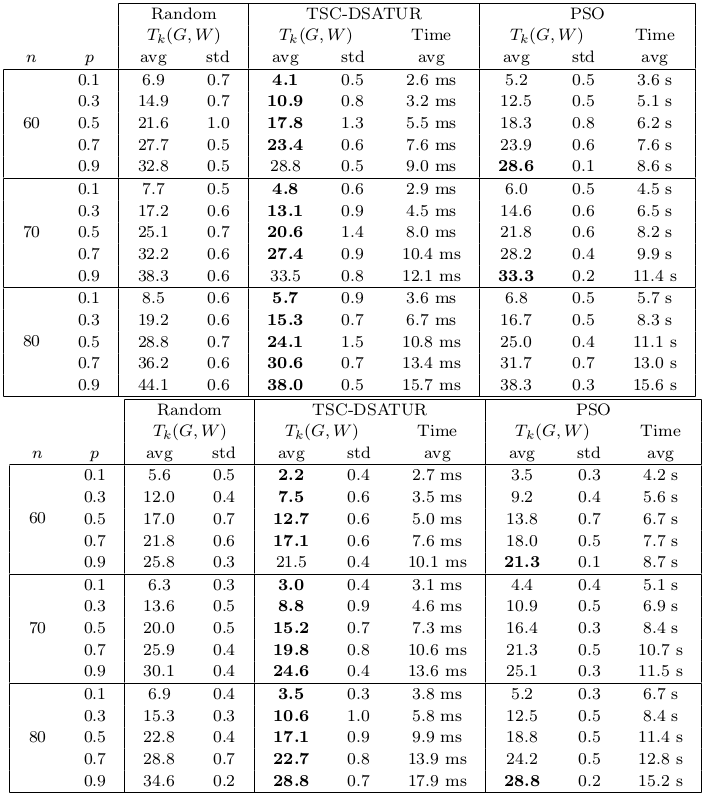 Random TSC-DSATUR PSO
T_k(G, W) T_k(G, W) Time T_k(G, W) Time
n p avg std avg std avg avg std avg
0.1 6.9 0.7 4.1 0.5 2.6 ms 5.2 0.5 3.6 s
0.3 14.9 0.7 10.9 0.8 3.2 ms 12.5 0.5 5.1 s
60 0.5 21.6 1.0 17.8 1.3 5.5 ms 18.3 0.8 6.2 s
0.7 27.7 0.5 23.4 0.6 7.6 ms 23.9 0.6 7.6 s
0.9 32.8 0.5 28.8 0.5 9.0 ms 28.6 0.1 8.6 s
0.1 7.7 0.5 4.8 0.6 2.9 ms 6.0 0.5 4.5 s
0.3 17.2 0.6 13.1 0.9 4.5 ms 14.6 0.6 6.5 s
70 0.5 25.1 0.7 20.6 1.4 8.0 ms 21.8 0.6 8.2 s
0.7 32.2 0.6 27.4 0.9 10.4 ms 28.2 0.4 9.9 s
0.9 38.3 0.6 33.5 0.8 12.1 ms 33.3 0.2 11.4 s
0.1 8.5 0.6 5.7 0.9 3.6 ms 6.8 0.5 5.7 s
0.3 19.2 0.6 15.3 0.7 6.7 ms 16.7 0.5 8.3 s
80 0.5 28.8 0.7 24.1 1.5 10.8 ms 25.0 0.4 11.1 s
0.7 36.2 0.6 30.6 0.7 13.4 ms 31.7 0.7 13.0 s
0.9 44.1 0.6 38.0 0.5 15.7 ms 38.3 0.3 15.6 s
Random TSC-DSATUR PSO
T_k(G, W) T_k(G, W) Time T_k(G, W) Time
n p avg std avg std avg avg std avg
0.1 5.6 0.5 2.2 0.4 2.7 ms 3.5 0.3 4.2 s
0.3 12.0 0.4 7.5 0.6 3.5 ms 9.2 0.4 5.6 s
60 0.5 17.0 0.7 12.7 0.6 5.0 ms 13.8 0.7 6.7 s
0.7 21.8 0.6 17.1 0.6 7.6 ms 18.0 0.5 7.7 s
0.9 25.8 0.3 21.5 0.4 10.1 ms 21.3 0.1 8.7 s
0.1 6.3 0.3 3.0 0.4 3.1 ms 4.4 0.4 5.1 s
0.3 13.6 0.5 8.8 0.9 4.6 ms 10.9 0.5 6.9 s
70 0.5 20.0 0.5 15.2 0.7 7.3 ms 16.4 0.3 8.4 s
0.7 25.9 0.4 19.8 0.8 10.6 ms 21.3 0.5 10.7 s
0.9 30.1 0.4 24.6 0.4 13.6 ms 25.1 0.3 11.5 s
0.1 6.9 0.4 3.5 0.3 3.8 ms 5.2 0.3 6.7 s
0.3 15.3 0.3 10.6 1.0 5.8 ms 12.5 0.5 8.4 s
80 0.5 22.8 0.4 17.1 0.9 9.9 ms 18.8 0.5 11.4 s
0.7 28.8 0.7 22.7 0.8 13.9 ms 24.2 0.5 12.8 s
0.9 34.6 0.2 28.8 0.7 17.9 ms 28.8 0.2 15.2 s